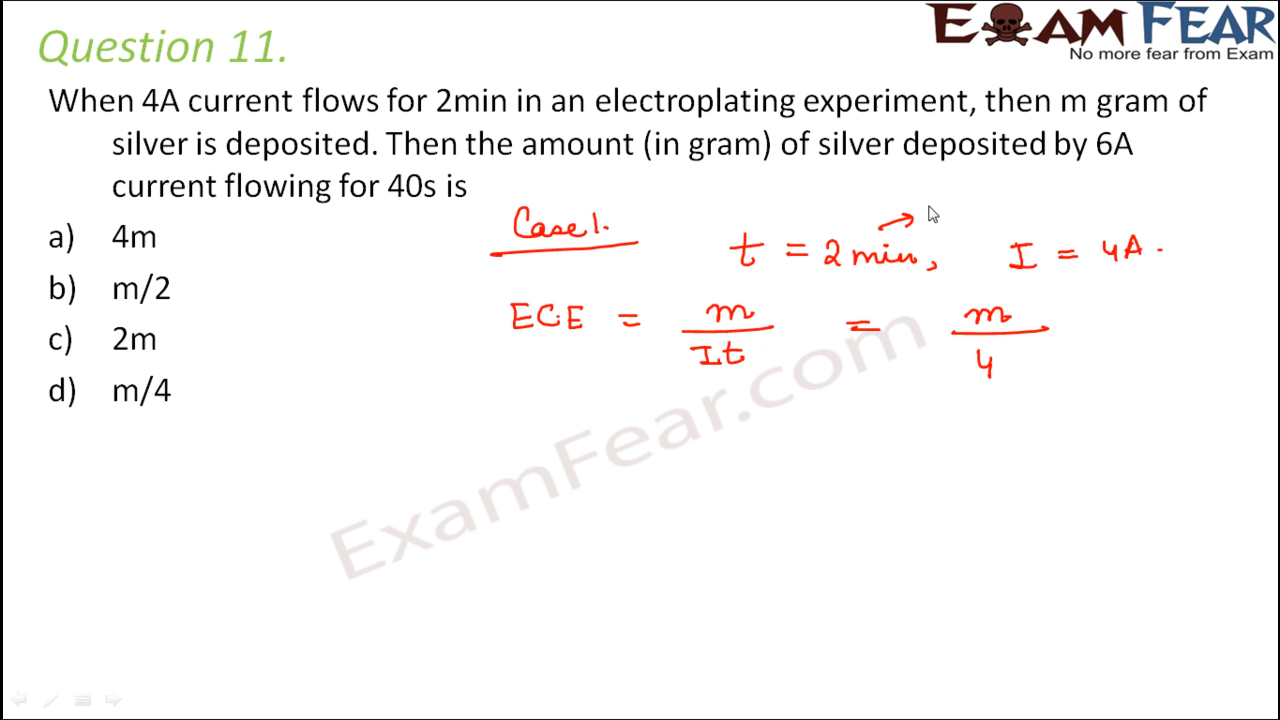 Question 11.
EXAM FEAR
No more fear from Exam
When 4A current flows for 2min in an electroplating experiment, then m gram of
silver is deposited. Then the amount (in gram) of silver deposited by 6A
current flowing for 40s is
a) 4m
b) m/2
c) 2m
d) m/4
Case 1.
t = 2 min, I = 4A.
ECE = m/It = m/4
ExamFear.com